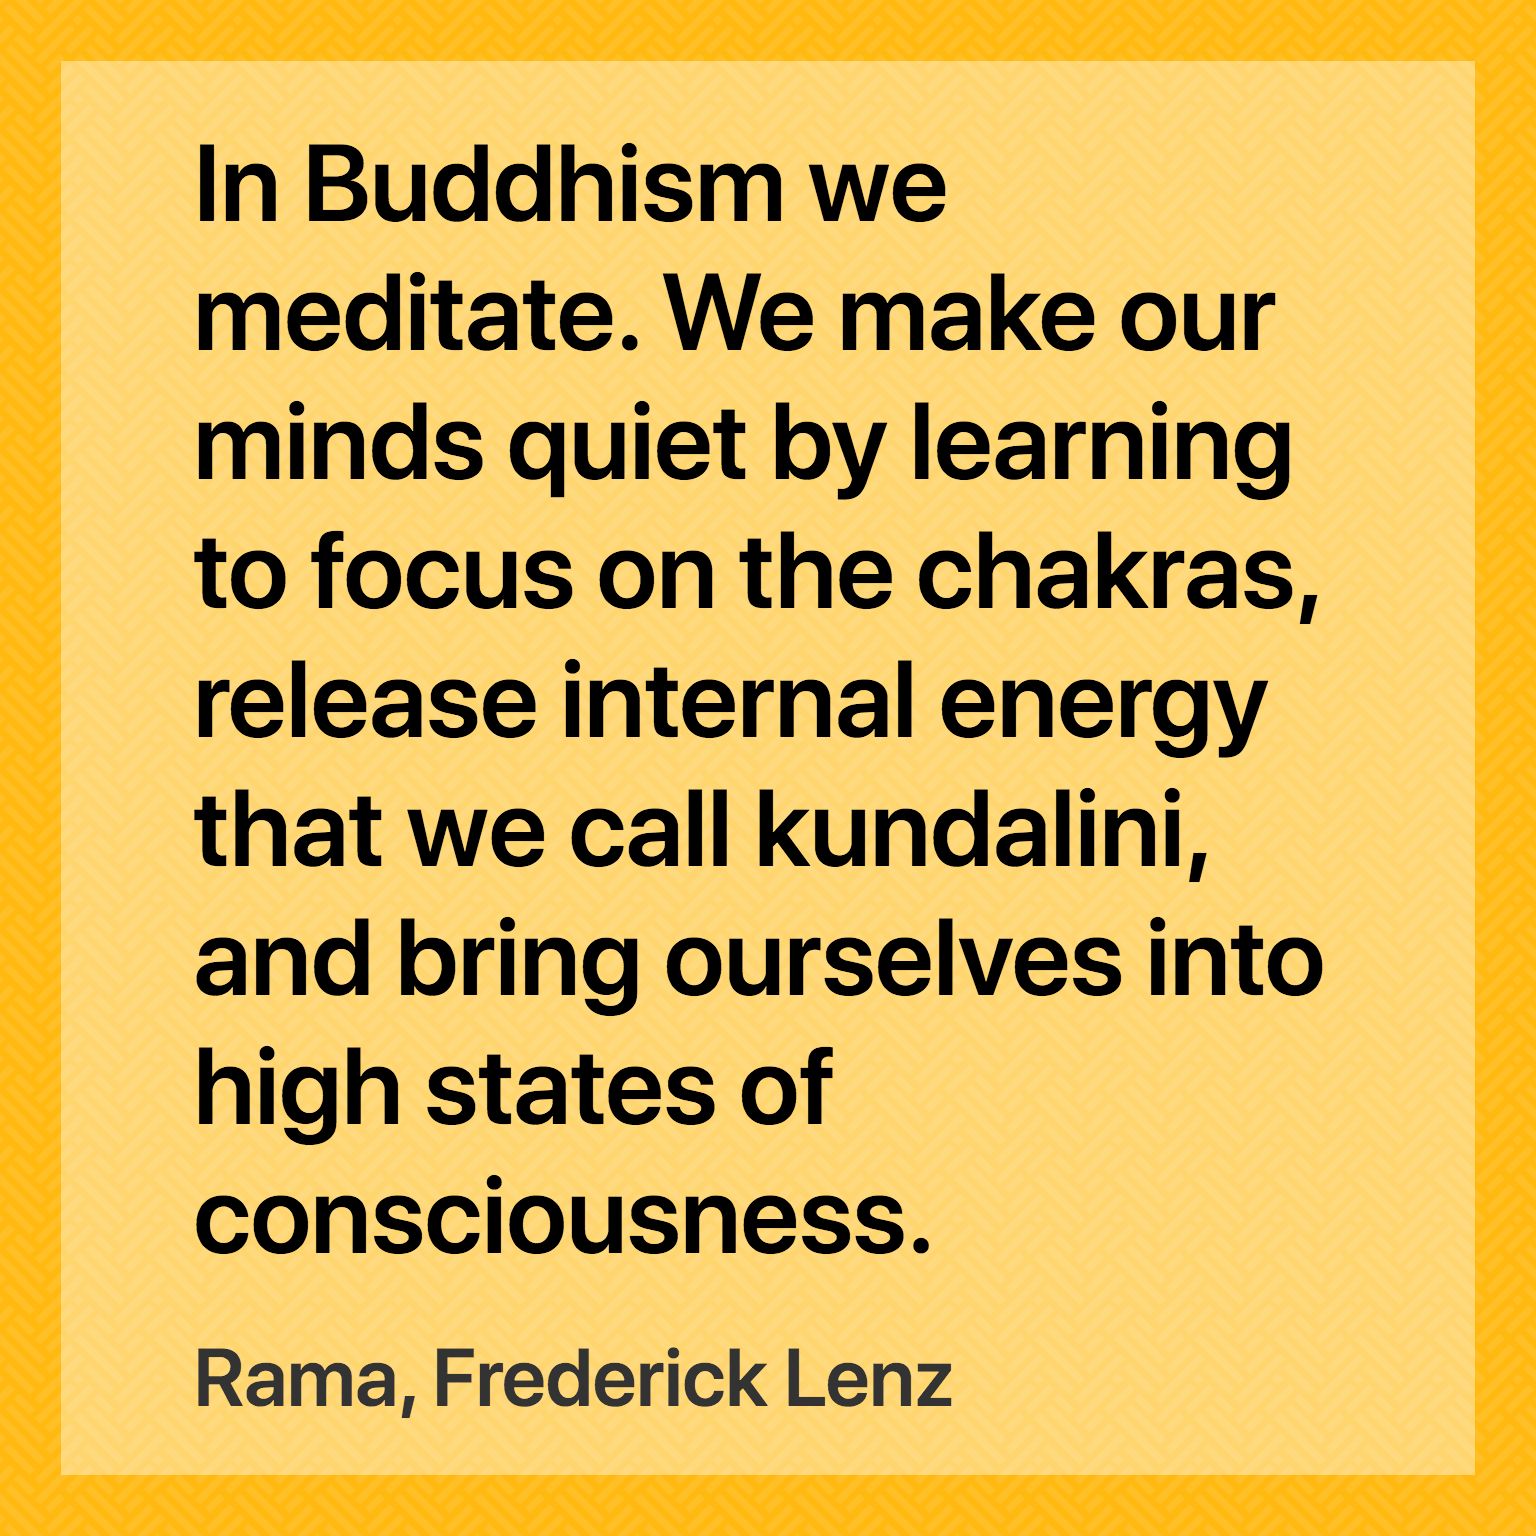 In Buddhism we
meditate. We make our
minds quiet by learning
to focus on the chakras,
release internal energy
that we call kundalini,
and bring ourselves into
high states of
consciousness.
Rama, Frederick Lenz